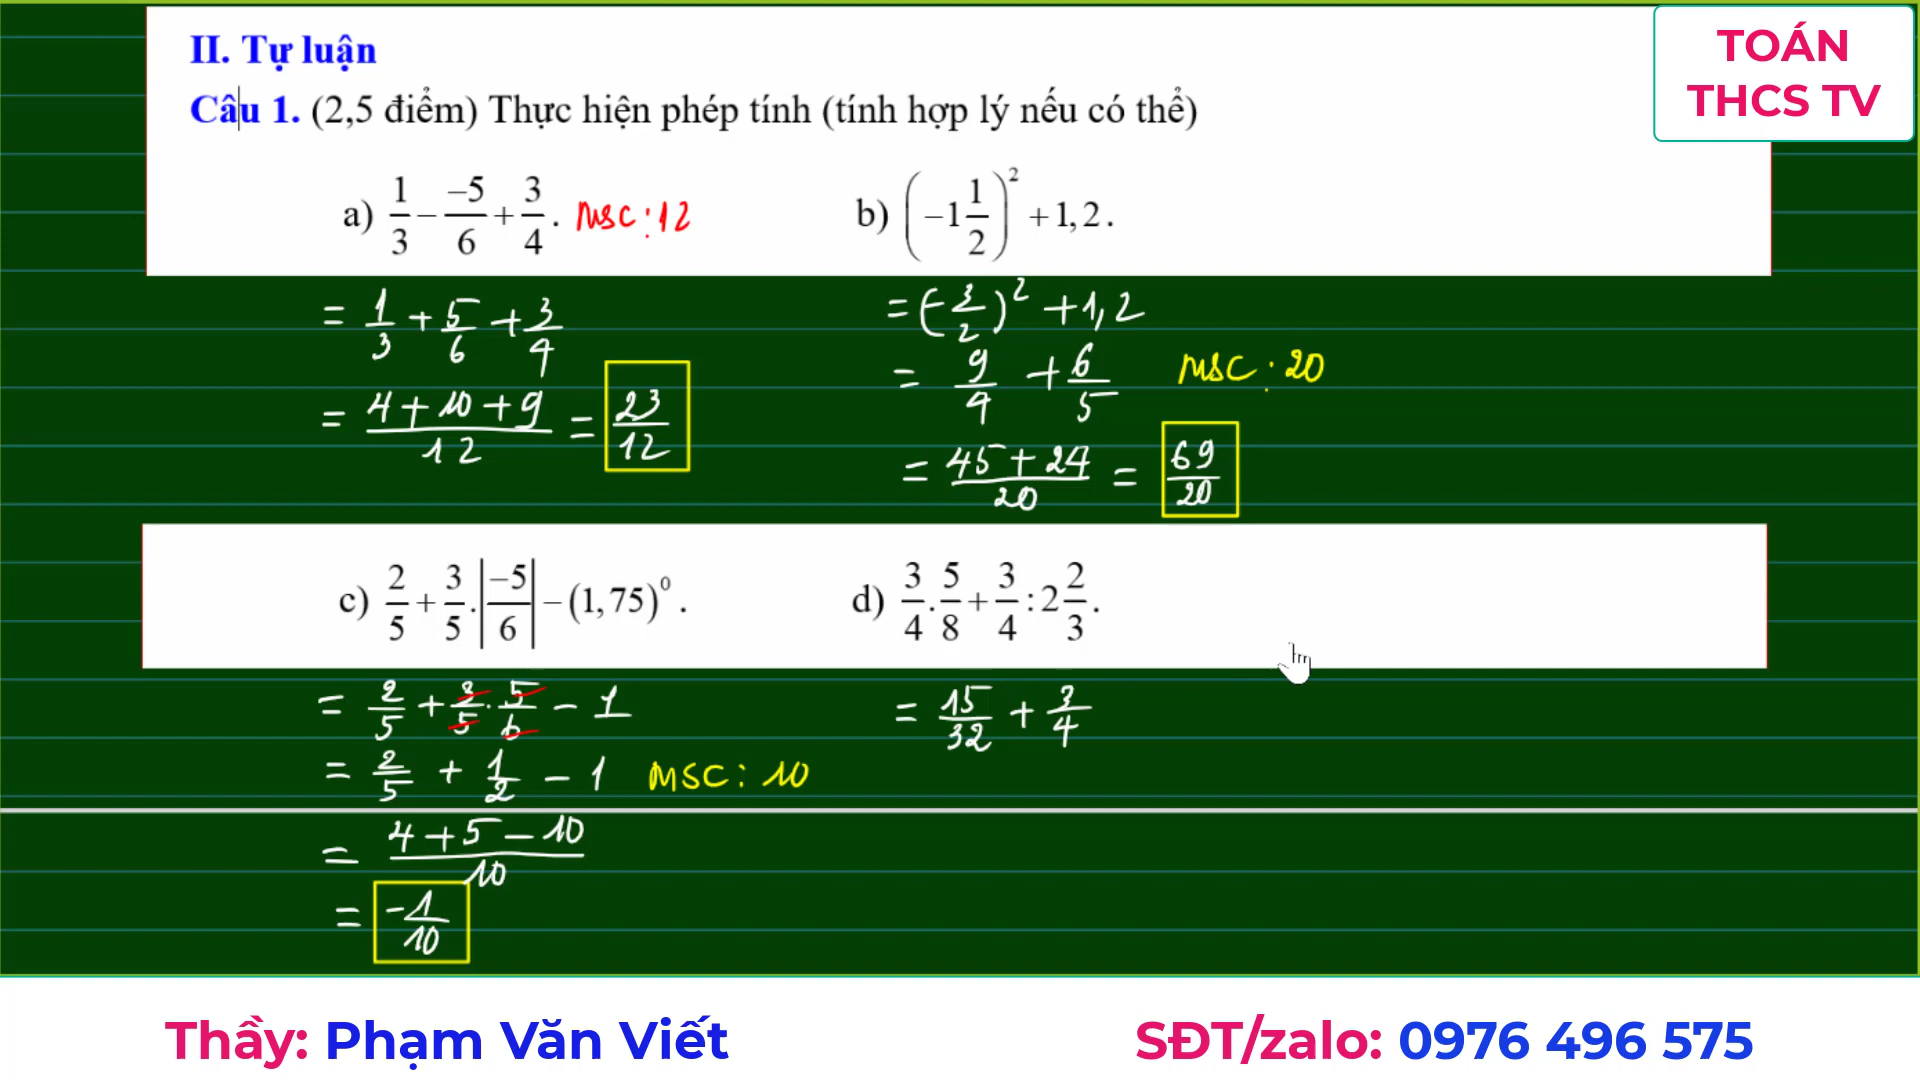 II. Tự luận
Câu 1. (2,5 điểm) Thực hiện phép tính (tính hợp lý nếu có thể)
TOÁN
THCS TV
a) 1/3 − −5/6 + 3/4 . MSC: 12
b) (−1 1/2)² + 1,2.
= 1/3 + 5/6 + 3/4
= (4 + 10 + 9)/12 = 23/12
= (−3/2)² + 1,2
= 9/4 + 6/5 MSC: 20
= (45 + 24)/20 = 69/20
c) 2/5 + 3/5 . |−5/6| − (1,75)⁰ .
d) 3/4 . 5/8 + 3/4 : 2 2/3 .
= 2/5 + 3/5 . 5/6 − 1
= 2/5 + 1/2 − 1 MSC: 10
= (4 + 5 − 10)/10
= −1/10
= 15/32 + 3/4
Thầy: Phạm Văn Viết
SĐT/zalo: 0976 496 575